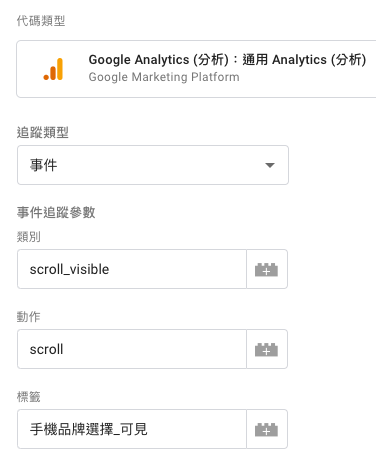 代碼類型
Google Analytics (分析)：通用 Analytics (分析)
Google Marketing Platform
追蹤類型
事件
事件追蹤參數
類別
scroll_visible
動作
scroll
標籤
手機品牌選擇_可見